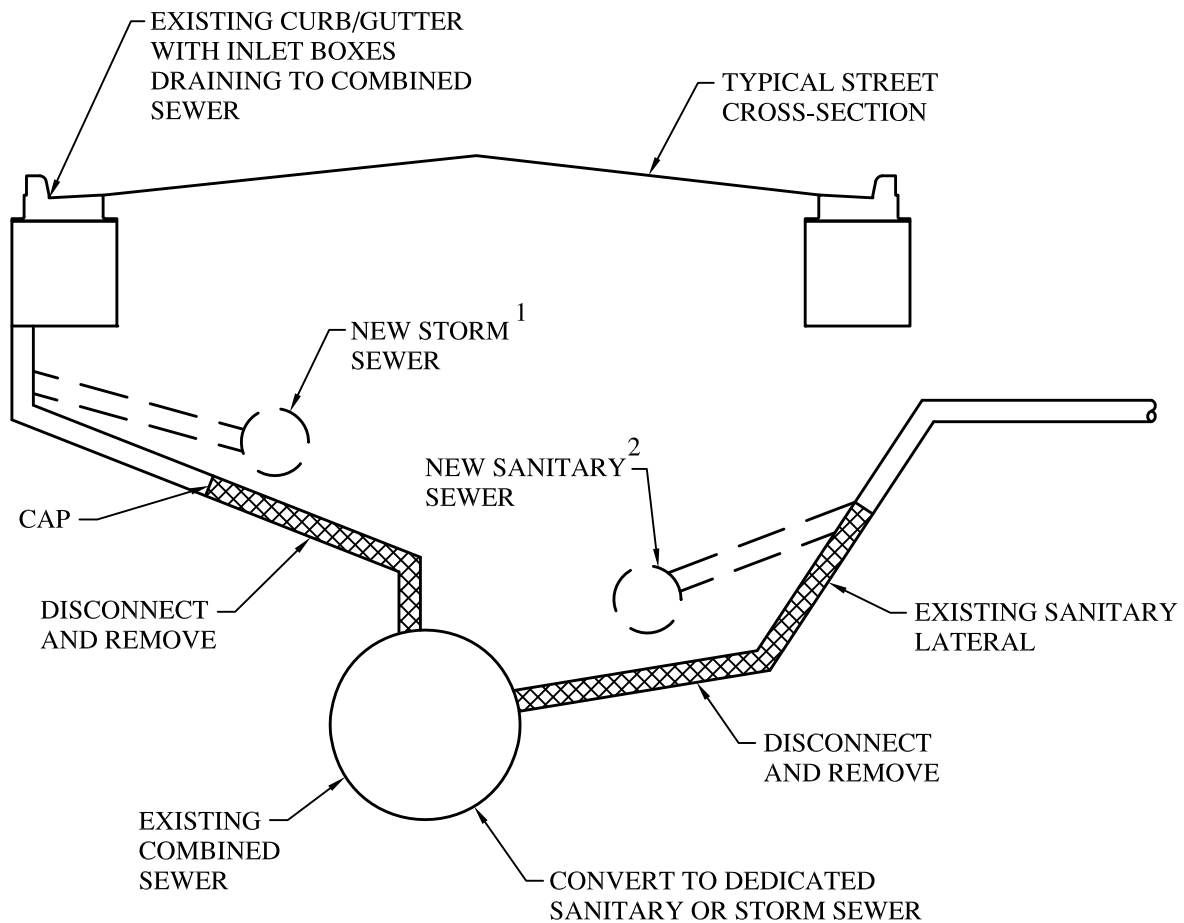 EXISTING CURB/GUTTER
WITH INLET BOXES
DRAINING TO COMBINED
SEWER
TYPICAL STREET
CROSS-SECTION
NEW STORM 1
SEWER
NEW SANITARY 2
SEWER
CAP
DISCONNECT
AND REMOVE
EXISTING SANITARY
LATERAL
DISCONNECT
AND REMOVE
EXISTING
COMBINED
SEWER
CONVERT TO DEDICATED
SANITARY OR STORM SEWER